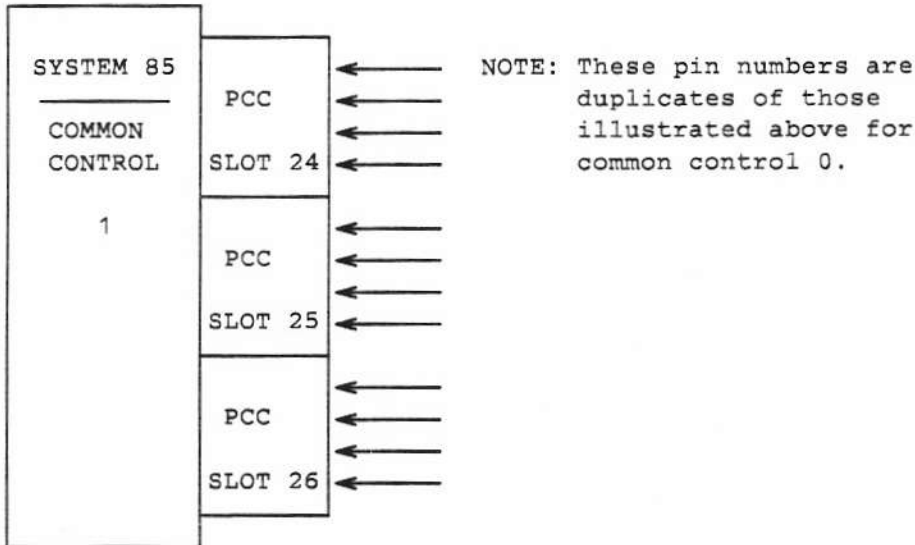 SYSTEM 85
COMMON
CONTROL
1
PCC
SLOT 24
PCC
SLOT 25
PCC
SLOT 26
NOTE: These pin numbers are
duplicates of those
illustrated above for
common control 0.